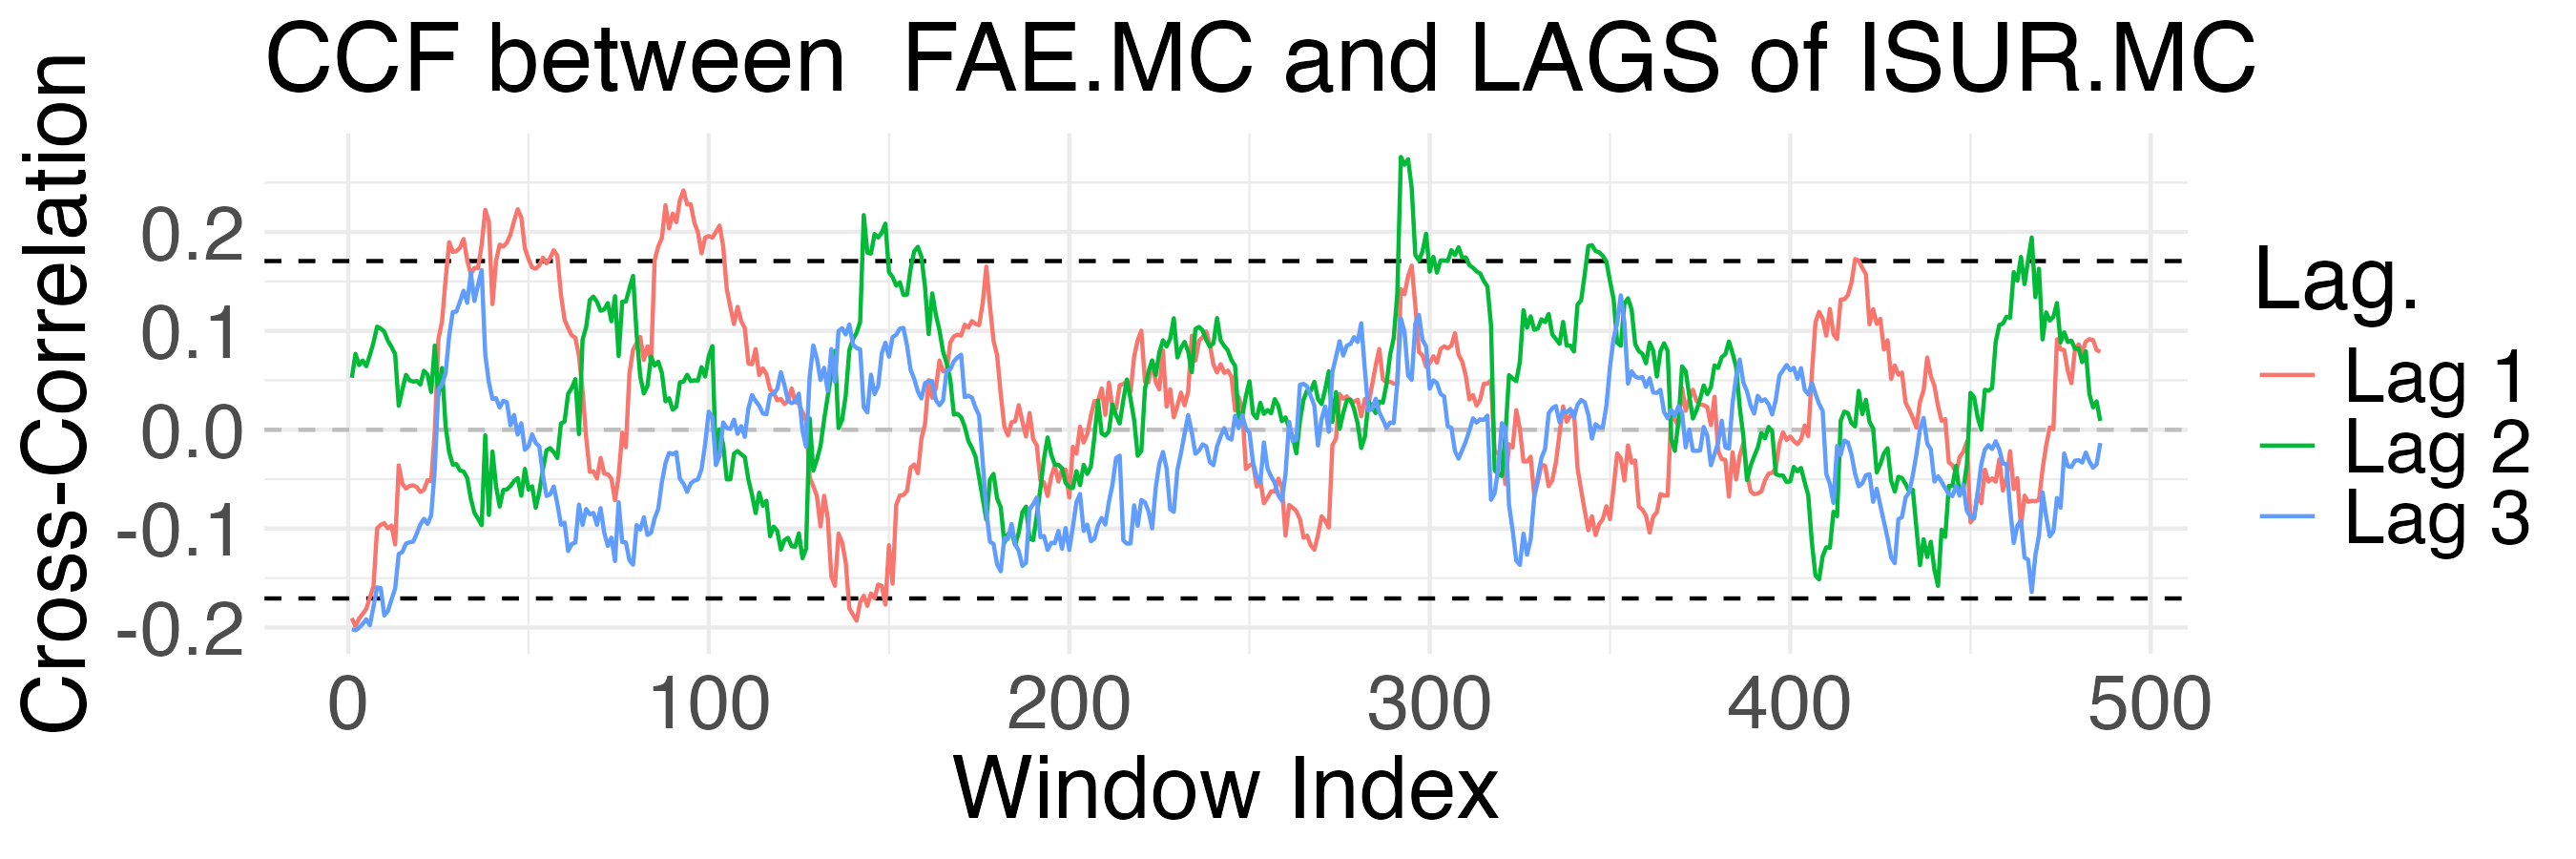 CCF between  FAE.MC and LAGS of ISUR.MC
Cross-Correlation
0.2
0.1
0.0
-0.1
-0.2
0 100 200 300 400 500
Window Index
Lag.
Lag 1
Lag 2
Lag 3